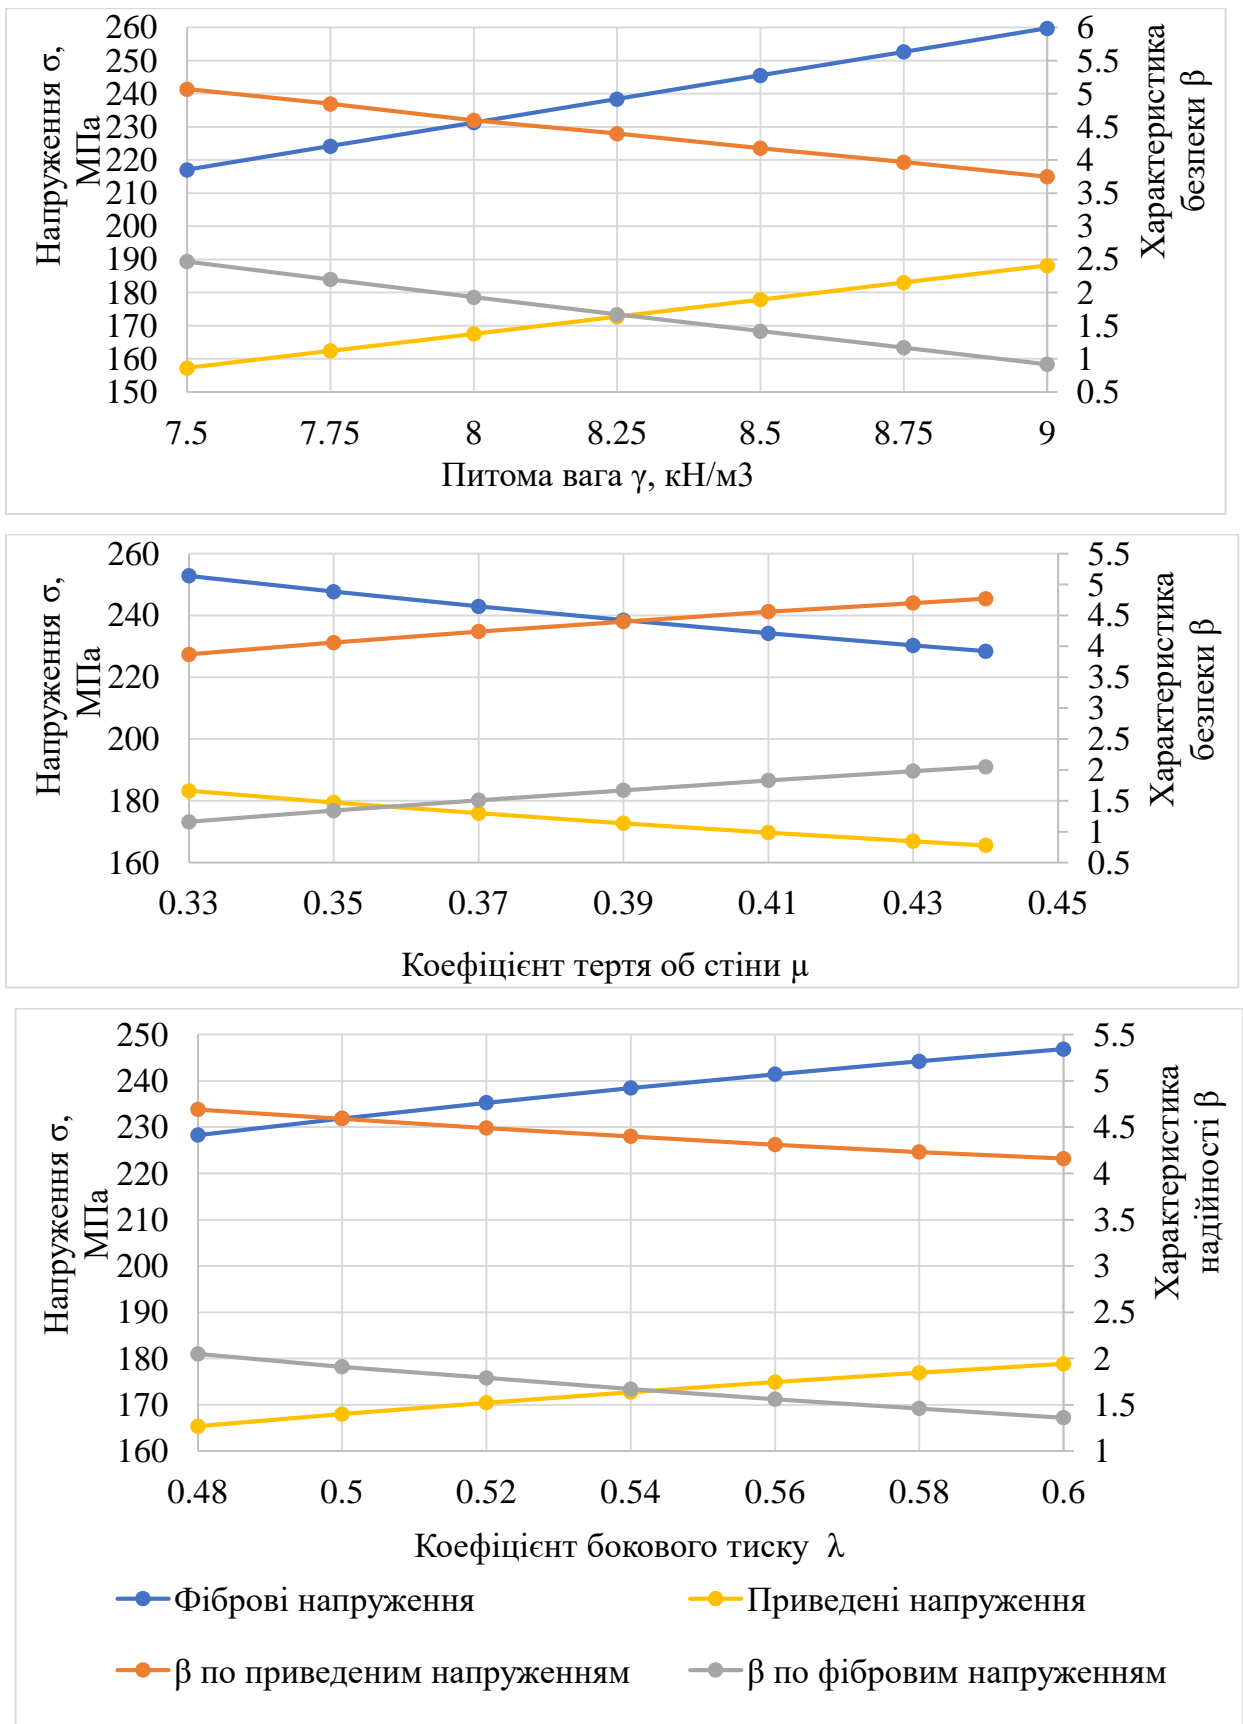 Напруження σ,
МПа
260
250
240
230
220
210
200
190
180
170
160
150
6
5.5
5
4.5
4
3.5
3
2.5
2
1.5
1
0.5
Характеристика
безпеки β
7.5 7.75 8 8.25 8.5 8.75 9
Питома вага γ, кН/м3
Напруження σ,
МПа
260
240
220
200
180
160
5.5
5
4.5
4
3.5
3
2.5
2
1.5
1
0.5
Характеристика
безпеки β
0.33 0.35 0.37 0.39 0.41 0.43 0.45
Коефіцієнт тертя об стіни μ
Напруження σ,
МПа
250
240
230
220
210
200
190
180
170
160
5.5
5
4.5
4
3.5
3
2.5
2
1.5
1
Характеристика
надійності β
0.48 0.5 0.52 0.54 0.56 0.58 0.6
Коефіцієнт бокового тиску λ
Фіброві напруження
Приведені напруження
β по приведеним напруженням
β по фібровим напруженням